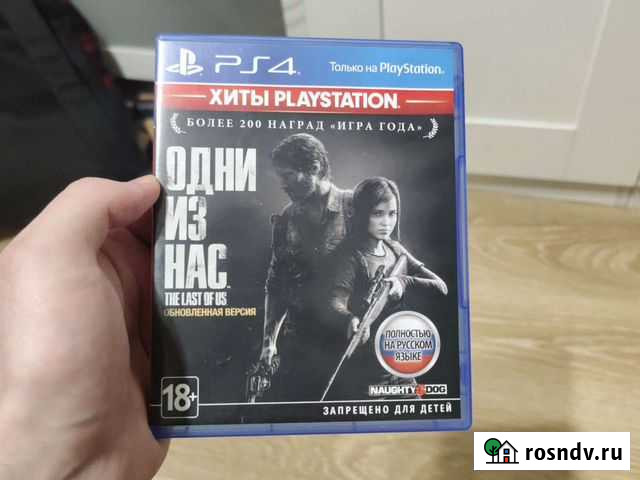 PS4
Только на PlayStation.
ХИТЫ PLAYSTATION.
БОЛЕЕ 200 НАГРАД «ИГРА ГОДА»
ОДНИ
ИЗ
НАС
THE LAST OF US
ОБНОВЛЕННАЯ ВЕРСИЯ
ПОЛНОСТЬЮ
НА РУССКОМ
ЯЗЫКЕ
NAUGHTY DOG
18+
ЗАПРЕЩЕНО ДЛЯ ДЕТЕЙ
rosndv.ru